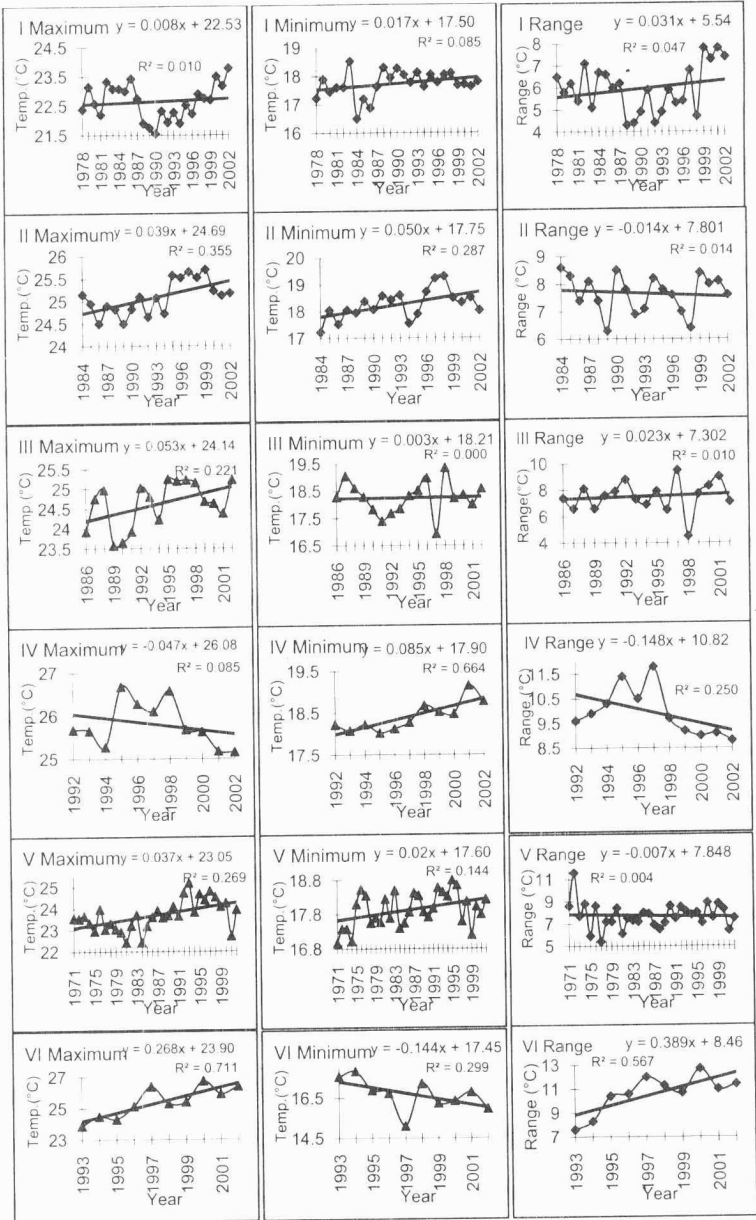 I Maximum y = 0.008x + 22.53
R² = 0.010
Temp.(°C)
23.5
22.5
21.5
1978 1981 1984 1987 1990 1993 1996 1999 2002
Year
I Minimum y = 0.017x + 17.50
R² = 0.085
Temp.(°C)
19
18
17
16
1978 1981 1984 1987 1990 1993 1996 1999 2002
Year
I Range y = 0.031x + 5.54
R² = 0.047
Range (°C)
8
7
6
5
4
1978 1981 1984 1987 1990 1993 1996 1999 2002
Year
II Maximum y = 0.039x + 24.69
R² = 0.355
Temp.(°C)
26
25.5
25
24.5
24
1984 1987 1990 1993 1996 1999 2002
Year
II Minimum y = 0.050x + 17.75
R² = 0.287
Temp.(°C)
20
19
18
17
1984 1987 1990 1993 1996 1999 2002
Year
II Range y = -0.014x + 7.801
R² = 0.014
Range (°C)
9
8
7
6
1984 1987 1990 1993 1996 1999 2002
Year
III Maximum y = 0.053x + 24.14
R² = 0.221
Temp.(°C)
25.5
25
24.5
24
23.5
1986 1989 1992 1995 1998 2001
Year
III Minimum y = 0.003x + 18.21
R² = 0.000
Temp.(°C)
19.5
18.5
17.5
16.5
1986 1989 1992 1995 1998 2001
Year
III Range y = 0.023x + 7.302
R² = 0.010
Range(°C)
10
8
6
4
1986 1989 1992 1995 1998 2001
Year
IV Maximum y = -0.047x + 26.08
R² = 0.085
Temp.(°C)
27
26
25
1992 1994 1996 1998 2000 2002
Year
IV Minimum y = 0.085x + 17.90
R² = 0.664
Temp.(°C)
19.5
18.5
17.5
1992 1994 1996 1998 2000 2002
Year
IV Range y = -0.148x + 10.82
R² = 0.250
Range (°C)
11.5
10.5
9.5
8.5
1992 1994 1996 1998 2000 2002
Year
V Maximum y = 0.037x + 23.05
R² = 0.269
Temp.(°C)
25
24
23
22
1971 1975 1979 1983 1987 1991 1995 1999
Year
V Minimum y = 0.02x + 17.60
R² = 0.144
Temp.(°C)
18.8
17.8
16.8
1971 1975 1979 1983 1987 1991 1995 1999
Year
V Range y = -0.007x + 7.848
R² = 0.004
Range (°C)
11
9
7
5
1971 1975 1979 1983 1987 1991 1995 1999
Year
VI Maximum y = 0.268x + 23.90
R² = 0.711
Temp.(°C)
27
25
23
1993 1995 1997 1999 2001
Year
VI Minimum y = -0.144x + 17.45
R² = 0.299
Temp.(°C)
16.5
14.5
1993 1995 1997 1999 2001
Year
VI Range y = 0.389x + 8.46
R² = 0.567
Range (°C)
13
11
9
7
1993 1995 1997 1999 2001
Year